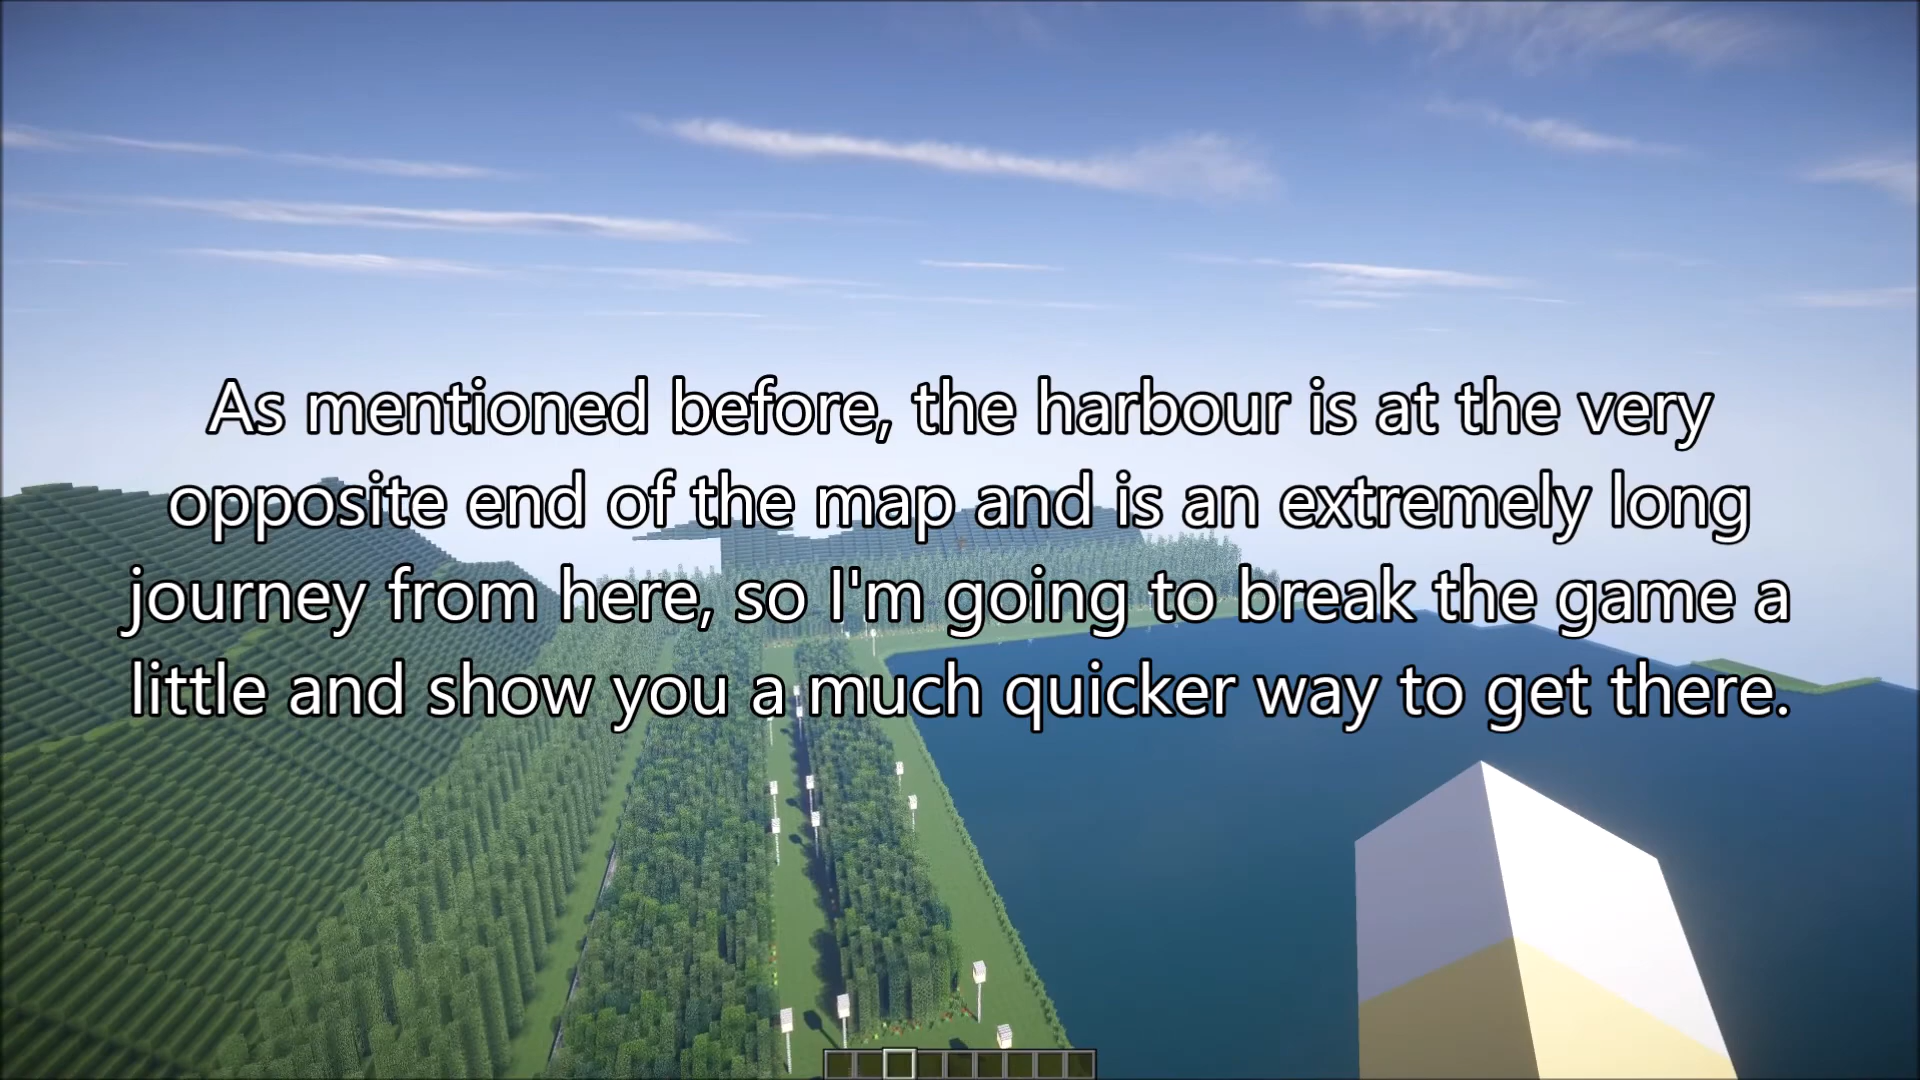 As mentioned before, the harbour is at the very
opposite end of the map and is an extremely long
journey from here, so I'm going to break the game a
little and show you a much quicker way to get there.